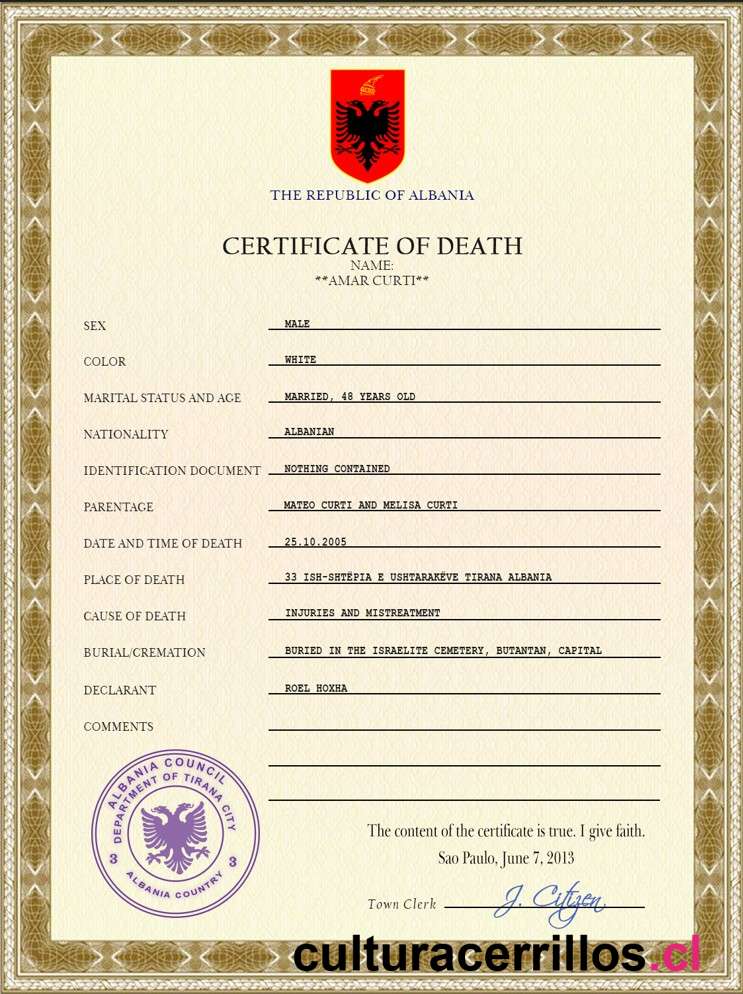 THE REPUBLIC OF ALBANIA
CERTIFICATE OF DEATH
NAME:
**AMAR CURTI**
SEX MALE
COLOR WHITE
MARITAL STATUS AND AGE MARRIED, 48 YEARS OLD
NATIONALITY ALBANIAN
IDENTIFICATION DOCUMENT NOTHING CONTAINED
PARENTAGE MATEO CURTI AND MELISA CURTI
DATE AND TIME OF DEATH 25.10.2005
PLACE OF DEATH 33 ISH-SHTËPIA E USHTARAKËVE TIRANA ALBANIA
CAUSE OF DEATH INJURIES AND MISTREATMENT
BURIAL/CREMATION BURIED IN THE ISRAELITE CEMETERY, BUTANTAN, CAPITAL
DECLARANT ROEL HOXHA
COMMENTS
ALBANIA COUNCIL
DEPARTMENT OF TIRANA CITY
3 3
ALBANIA COUNTRY
The content of the certificate is true. I give faith.
Sao Paulo, June 7, 2013
Town Clerk J. Citizen
culturacerrillos.cl